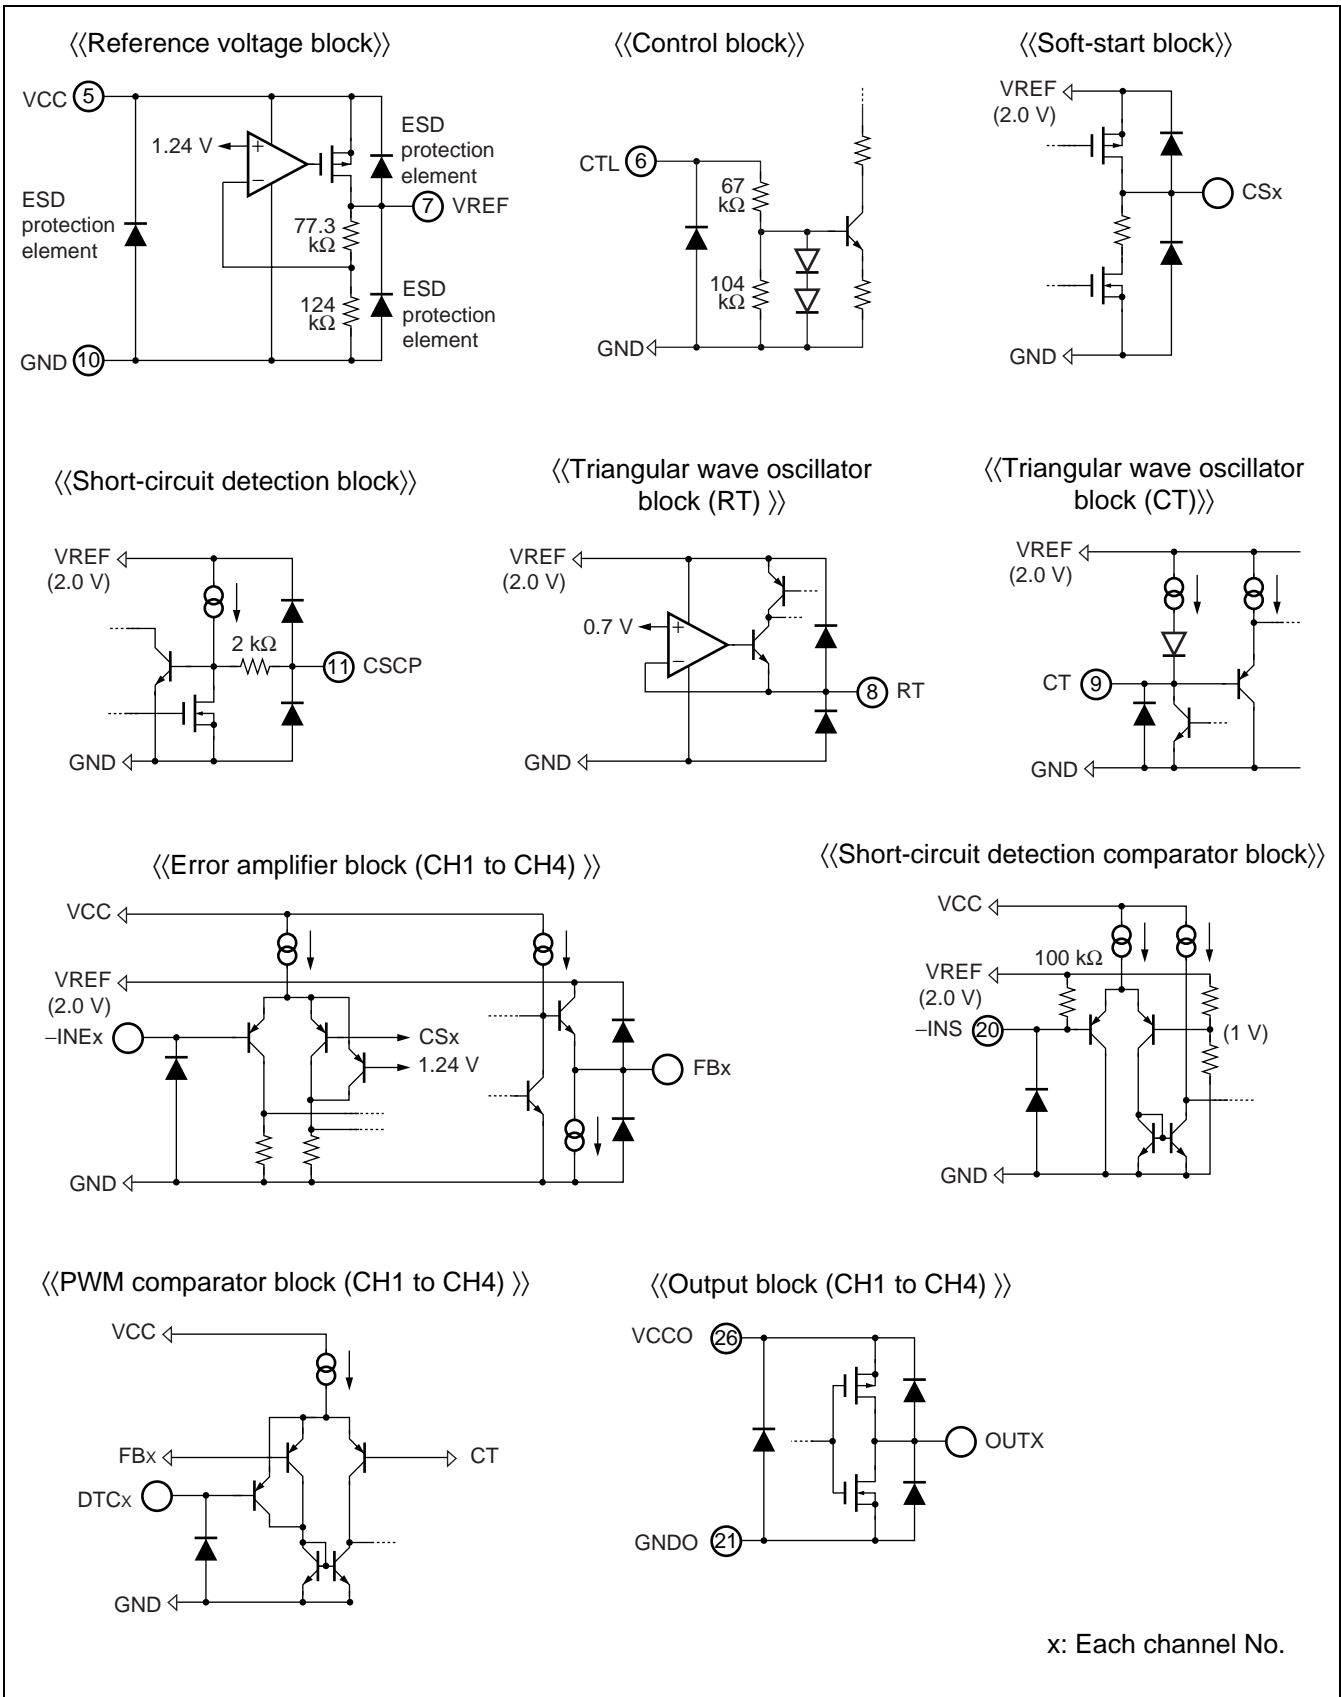 ⟨⟨Reference voltage block⟩⟩
VCC 5
1.24 V
+
−
ESD
protection
element
ESD
protection
element
7 VREF
77.3
kΩ
124
kΩ
ESD
protection
element
GND 10
⟨⟨Control block⟩⟩
CTL 6
67
kΩ
104
kΩ
GND
⟨⟨Soft-start block⟩⟩
VREF
(2.0 V)
CSx
GND
⟨⟨Short-circuit detection block⟩⟩
VREF
(2.0 V)
2 kΩ
11 CSCP
GND
⟨⟨Triangular wave oscillator
block (RT) ⟩⟩
VREF
(2.0 V)
0.7 V
+
−
8 RT
GND
⟨⟨Triangular wave oscillator
block (CT)⟩⟩
VREF
(2.0 V)
CT 9
GND
⟨⟨Error amplifier block (CH1 to CH4) ⟩⟩
VCC
VREF
(2.0 V)
−INEx
CSx
1.24 V
FBx
GND
⟨⟨Short-circuit detection comparator block⟩⟩
VCC
100 kΩ
VREF
(2.0 V)
−INS 20
(1 V)
GND
⟨⟨PWM comparator block (CH1 to CH4) ⟩⟩
VCC
FBx
CT
DTCx
GND
⟨⟨Output block (CH1 to CH4) ⟩⟩
VCCO 26
OUTX
GNDO 21
x: Each channel No.